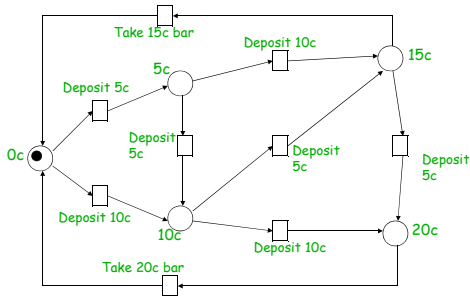 Take 15c bar
Deposit 10c
15c
5c
Deposit 5c
Deposit
5c
Deposit
5c
Deposit
5c
0c
Deposit 10c
10c
20c
Deposit 10c
Take 20c bar